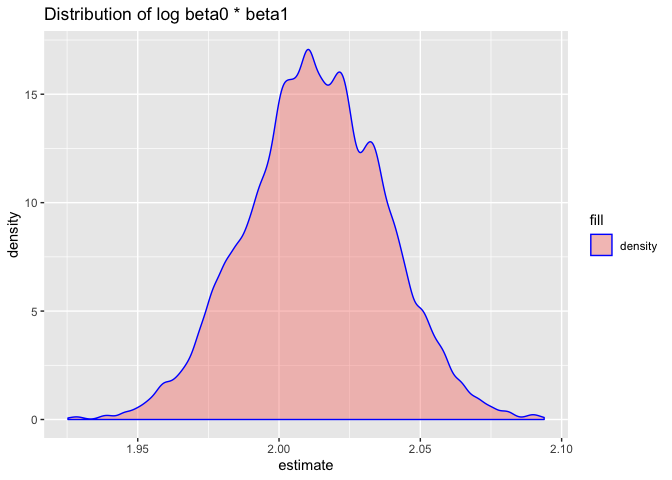 Distribution of log beta0 * beta1
density
15
10
5
0
1.95
2.00
2.05
2.10
estimate
fill
density